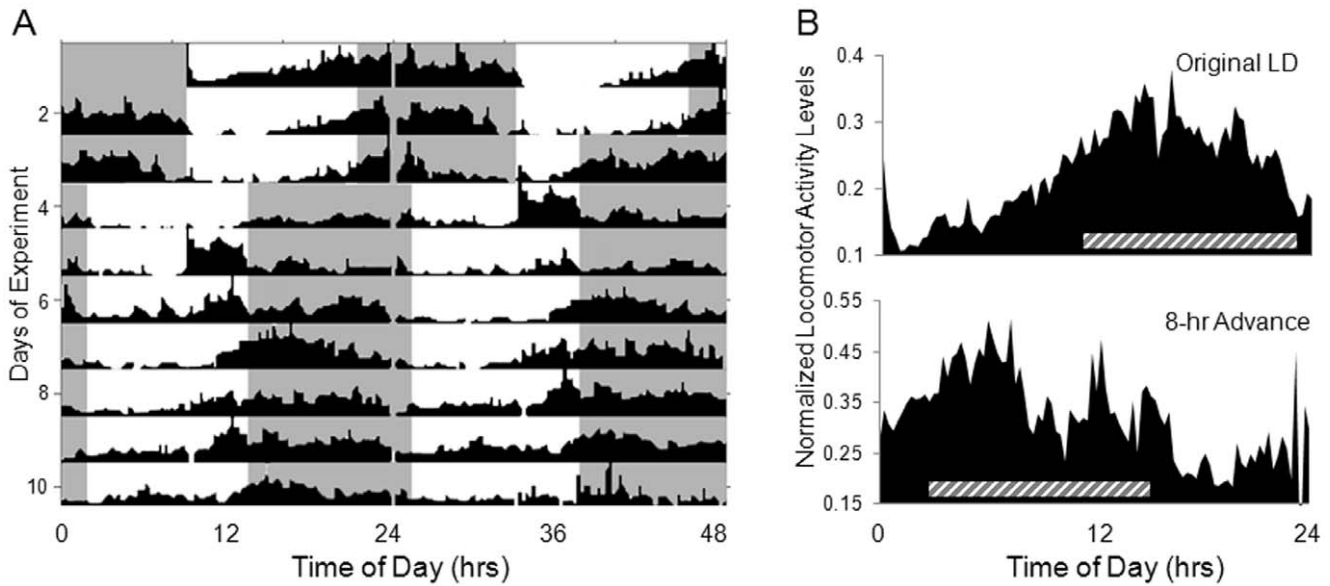 A
Days of Experiment
2
4
6
8
10
0
12
24
36
48
Time of Day (hrs)
B
Normalized Locomotor Activity Levels
0.4
0.3
0.2
0.1
Original LD
0.55
0.45
0.35
0.25
0.15
8-hr Advance
0
12
24
Time of Day (hrs)